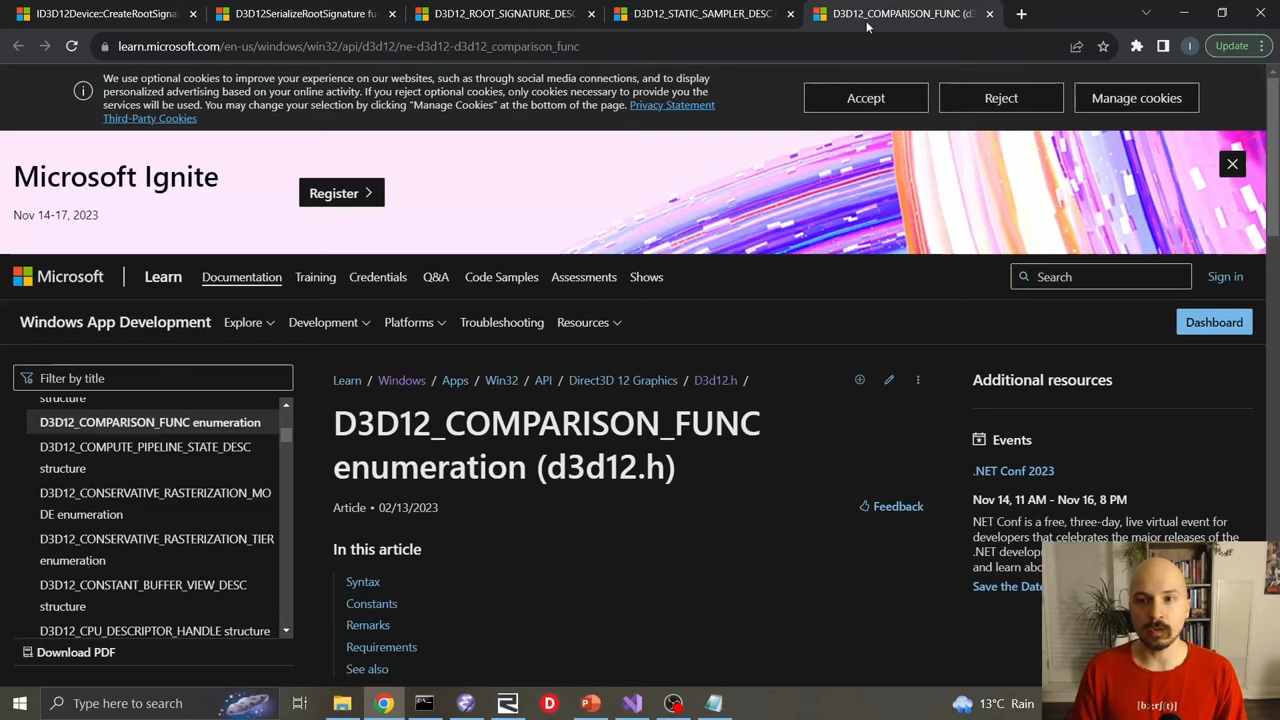 ID3D12Device::CreateRootSignat
D3D12SerializeRootSignature fu
D3D12_ROOT_SIGNATURE_DESC
D3D12_STATIC_SAMPLER_DESC
D3D12_COMPARISON_FUNC (d
learn.microsoft.com/en-us/windows/win32/api/d3d12/ne-d3d12-d3d12_comparison_func
I
Update
We use optional cookies to improve your experience on our websites, such as through social media connections, and to display
personalized advertising based on your online activity. If you reject optional cookies, only cookies necessary to provide you
the services will be used. You may change your selection by clicking "Manage Cookies" at the bottom of the page. Privacy Statement
Third-Party Cookies
Accept
Reject
Manage cookies
Microsoft Ignite
Register
Nov 14-17, 2023
Microsoft
Learn
Documentation
Training
Credentials
Q&A
Code Samples
Assessments
Shows
Search
Sign in
Windows App Development
Explore
Development
Platforms
Troubleshooting
Resources
Dashboard
Filter by title
structure
D3D12_COMPARISON_FUNC enumeration
D3D12_COMPUTE_PIPELINE_STATE_DESC
structure
D3D12_CONSERVATIVE_RASTERIZATION_MO
DE enumeration
D3D12_CONSERVATIVE_RASTERIZATION_TIER
enumeration
D3D12_CONSTANT_BUFFER_VIEW_DESC
structure
D3D12_CPU_DESCRIPTOR_HANDLE structure
Download PDF
Learn / Windows / Apps / Win32 / API / Direct3D 12 Graphics / D3d12.h /
D3D12_COMPARISON_FUNC
enumeration (d3d12.h)
Article • 02/13/2023
Feedback
In this article
Syntax
Constants
Remarks
Requirements
See also
Additional resources
Events
.NET Conf 2023
Nov 14, 11 AM - Nov 16, 8 PM
NET Conf is a free, three-day, live virtual event for
developers that celebrates the major releases of the
.NET develop
and learn abo
Save the Date
[bɜːrʃ(t)]
Type here to search
13°C Rain